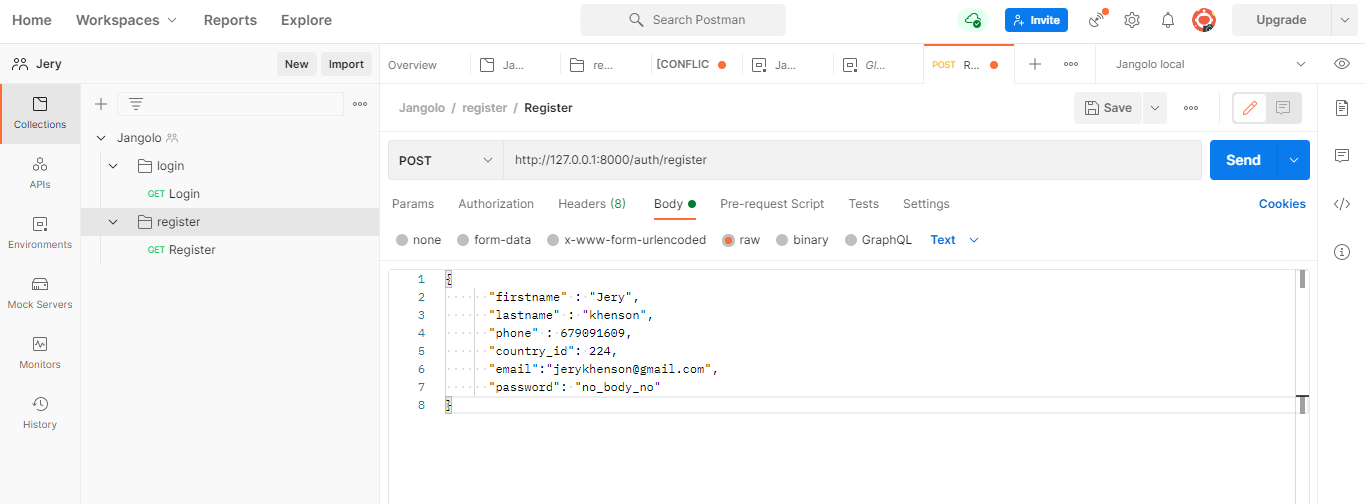 Home Workspaces Reports Explore Search Postman Invite Upgrade
Jery New Import Overview Ja... re... [CONFLIC Ja... Gl... POST R... Jangolo local
Jangolo / register / Register Save
Collections
APIs
Environments
Mock Servers
Monitors
History
Jangolo
login
GET Login
register
GET Register
POST http://127.0.0.1:8000/auth/register Send
Params Authorization Headers (8) Body Pre-request Script Tests Settings Cookies
none form-data x-www-form-urlencoded raw binary GraphQL Text
1 {
2 "firstname" : "Jery",
3 "lastname" : "khenson",
4 "phone" : 679091609,
5 "country_id": 224,
6 "email":"jerykhenson@gmail.com",
7 "password": "no_body_no"
8 }